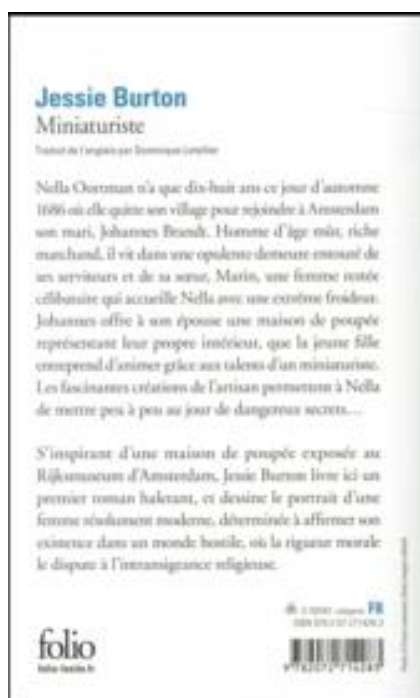 Jessie Burton
Miniaturiste
Traduit de l'anglais par Dominique Letellier
Nella Oortman n'a que dix-huit ans ce jour d'automne
1686 où elle quitte son village pour rejoindre à Amsterdam
son mari, Johannes Brandt. Homme d'âge mûr, riche
marchand, il vit dans une opulente demeure entouré de
ses serviteurs et de sa sœur, Marin, une femme restée
célibataire qui accueille Nella avec une extrême froideur.
Johannes offre à son épouse une maison de poupée
représentant leur propre intérieur, que la jeune fille
entreprend d'animer grâce aux talents d'un miniaturiste.
Les fascinantes créations de l'artisan permettent à Nella
de mettre peu à peu au jour de dangereux secrets…
S'inspirant d'une maison de poupée exposée au
Rijksmuseum d'Amsterdam, Jessie Burton livre ici un
premier roman haletant, et dessine le portrait d'une
femme résolument moderne, déterminée à affirmer son
existence dans un monde hostile, où la rigueur morale
le dispute à l'intransigeance religieuse.
catégorie F8
folio
folio-lesite.fr
9 782072 714283